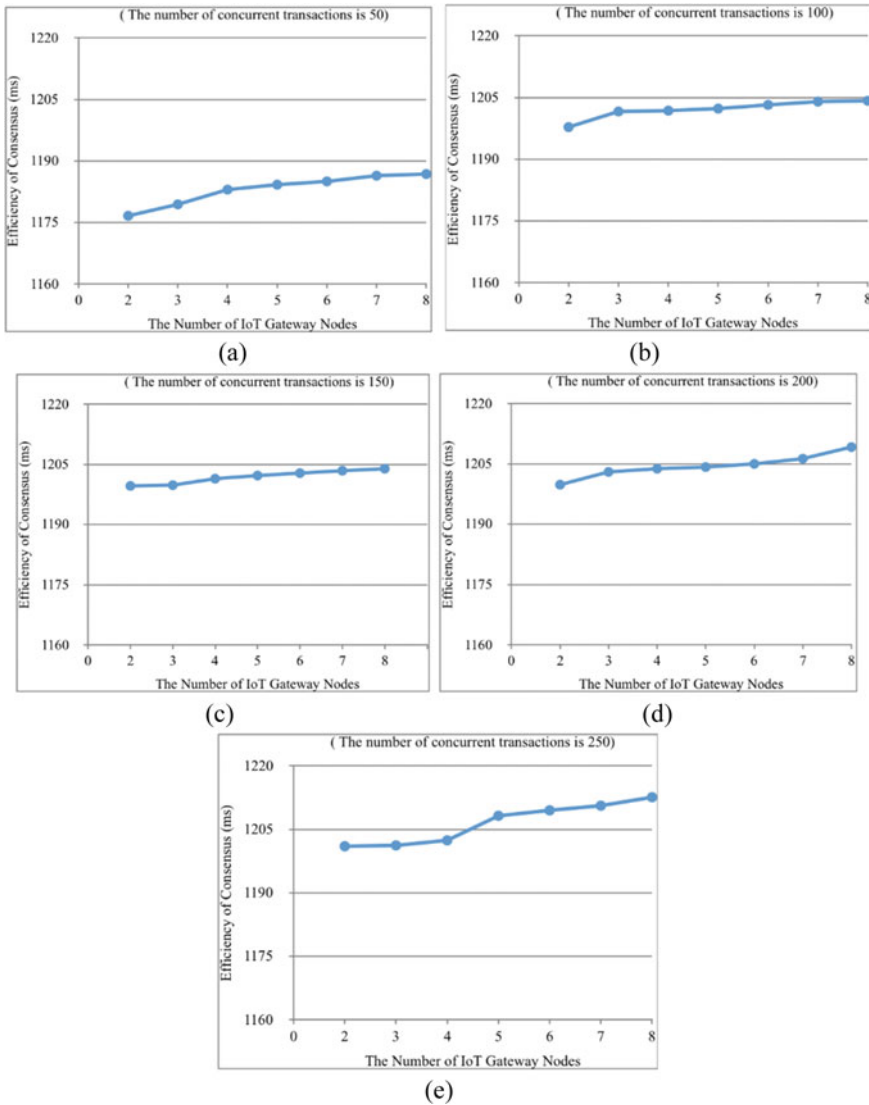 ( The number of concurrent transactions is 50)
Efficiency of Consensus (ms)
1220
1205
1190
1175
1160
0 2 3 4 5 6 7 8
The Number of IoT Gateway Nodes
(a)
( The number of concurrent transactions is 100)
Efficiency of Consensus (ms)
1220
1205
1190
1175
1160
0 2 3 4 5 6 7 8
The Number of IoT Gateway Nodes
(b)
( The number of concurrent transactions is 150)
Efficiency of Consensus (ms)
1220
1205
1190
1175
1160
0 2 3 4 5 6 7 8
The Number of IoT Gateway Nodes
(c)
( The number of concurrent transactions is 200)
Efficiency of Consensus (ms)
1220
1205
1190
1175
1160
0 2 3 4 5 6 7 8
The Number of IoT Gateway Nodes
(d)
( The number of concurrent transactions is 250)
Efficiency of Consensus (ms)
1220
1205
1190
1175
1160
0 2 3 4 5 6 7 8
The Number of IoT Gateway Nodes
(e)